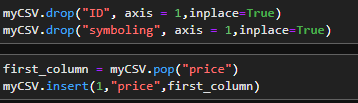 myCSV.drop("ID", axis = 1,inplace=True)
myCSV.drop("symboling", axis = 1,inplace=True)
first_column = myCSV.pop("price")
myCSV.insert(1,"price",first_column)